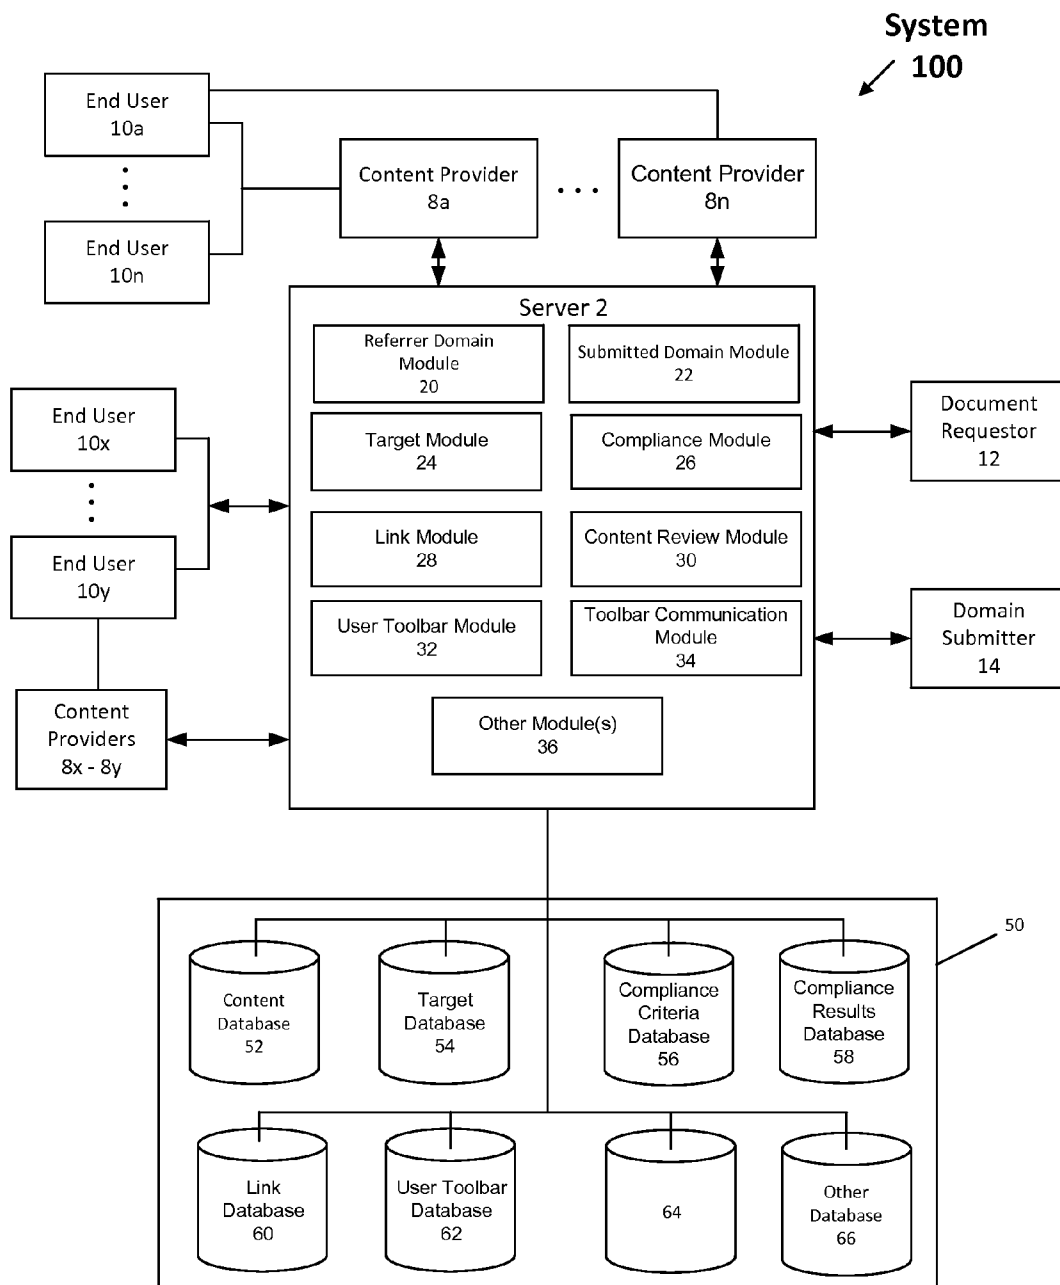 System
100
End User
10a
End User
10n
Content Provider
8a
Content Provider
8n
Server 2
Referrer Domain
Module
20
Submitted Domain Module
22
Target Module
24
Compliance Module
26
Link Module
28
Content Review Module
30
User Toolbar Module
32
Toolbar Communication
Module
34
Other Module(s)
36
End User
10x
End User
10y
Content
Providers
8x - 8y
Document
Requestor
12
Domain
Submitter
14
50
Content
Database
52
Target
Database
54
Compliance
Criteria
Database
56
Compliance
Results
Database
58
Link
Database
60
User Toolbar
Database
62
64
Other
Database
66